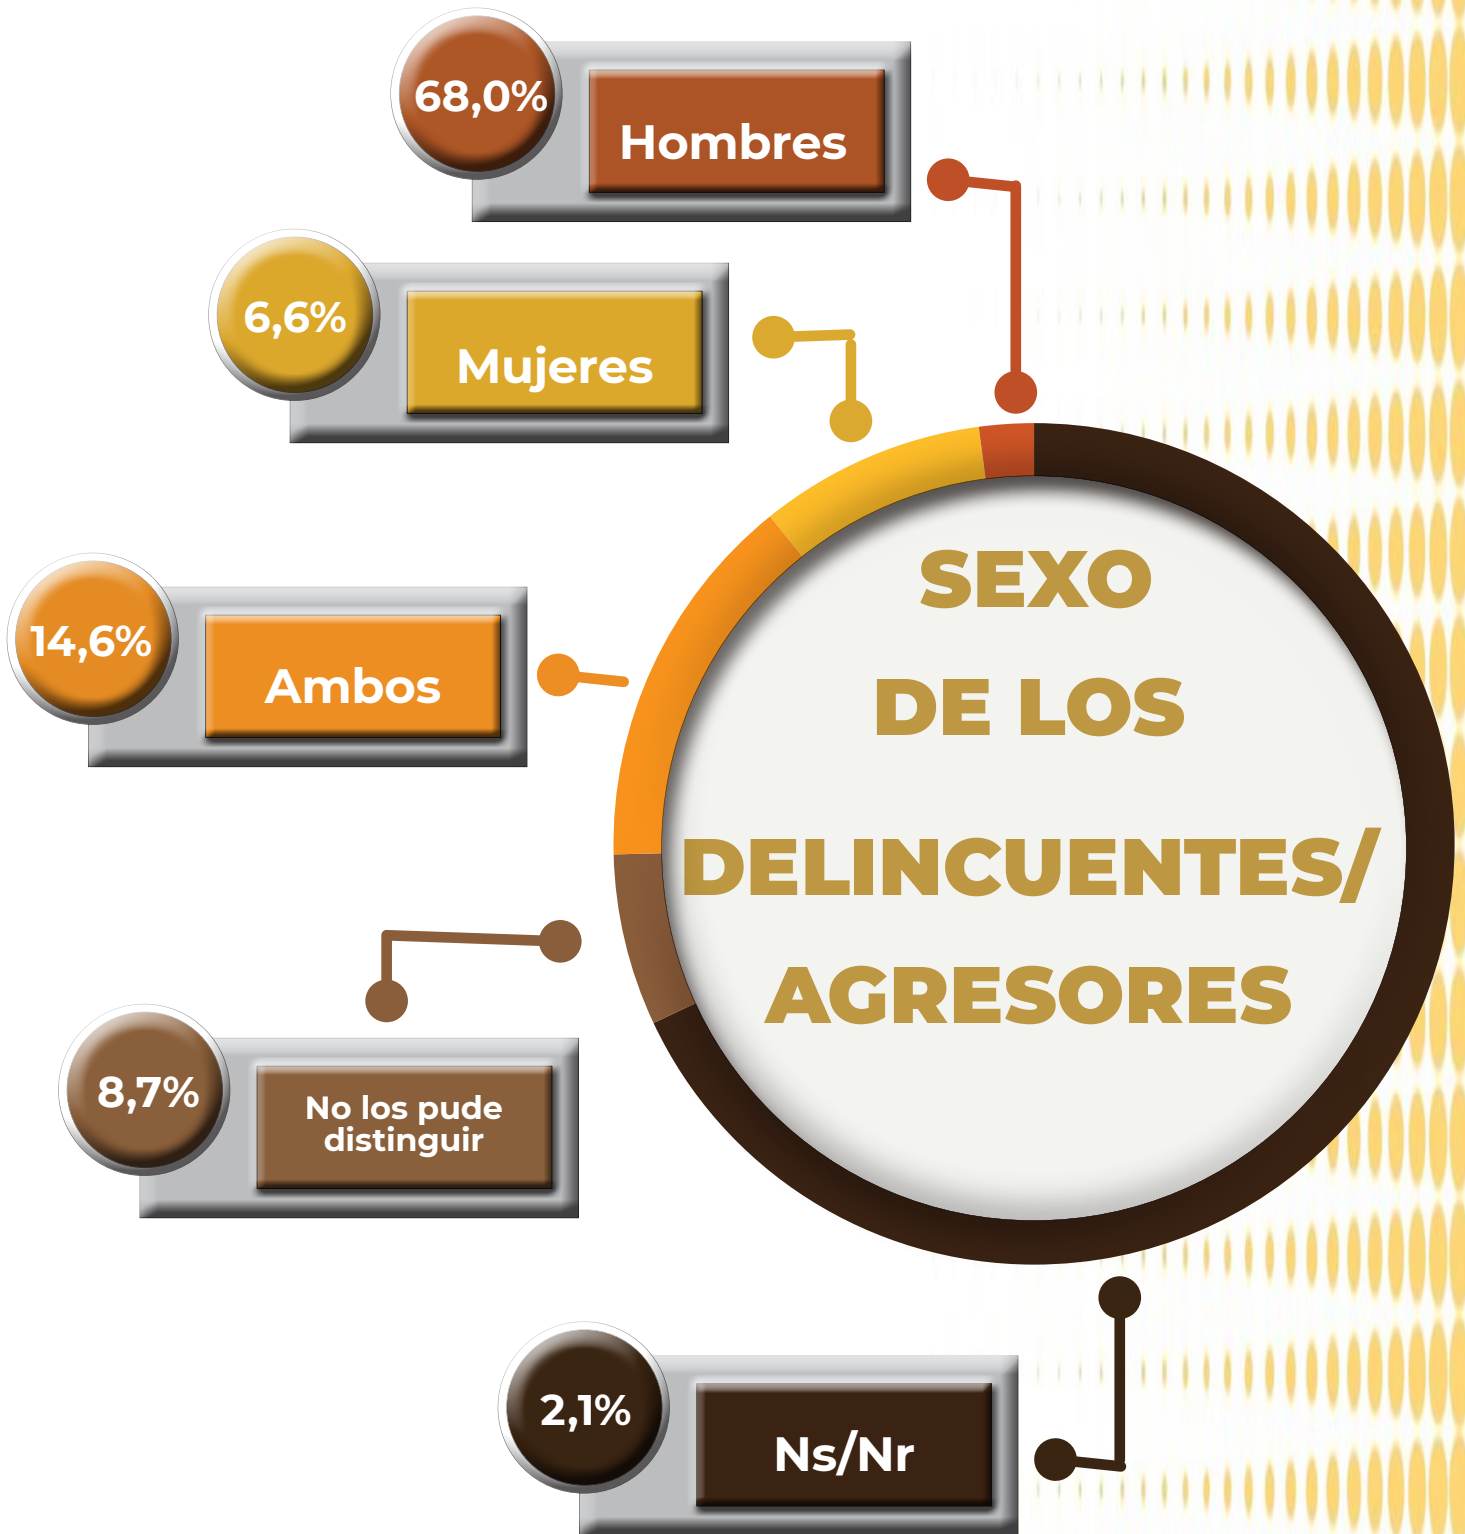 68,0%
Hombres
6,6%
Mujeres
14,6%
Ambos
8,7%
No los pude
distinguir
2,1%
Ns/Nr
SEXO
DE LOS
DELINCUENTES/
AGRESORES